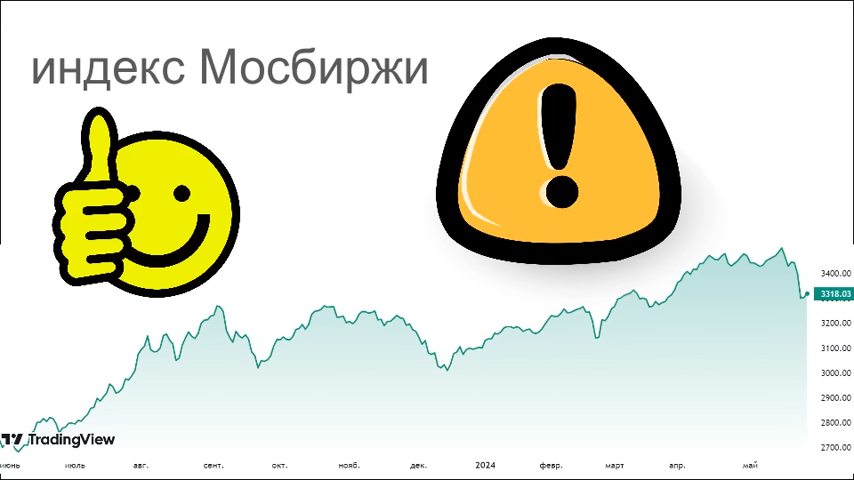 индекс Мосбиржи
3400.00
3318.03
3200.00
3100.00
3000.00
2900.00
2800.00
2700.00
TradingView
июнь июль авг. сент. окт. нояб. дек. 2024 февр. март апр. май